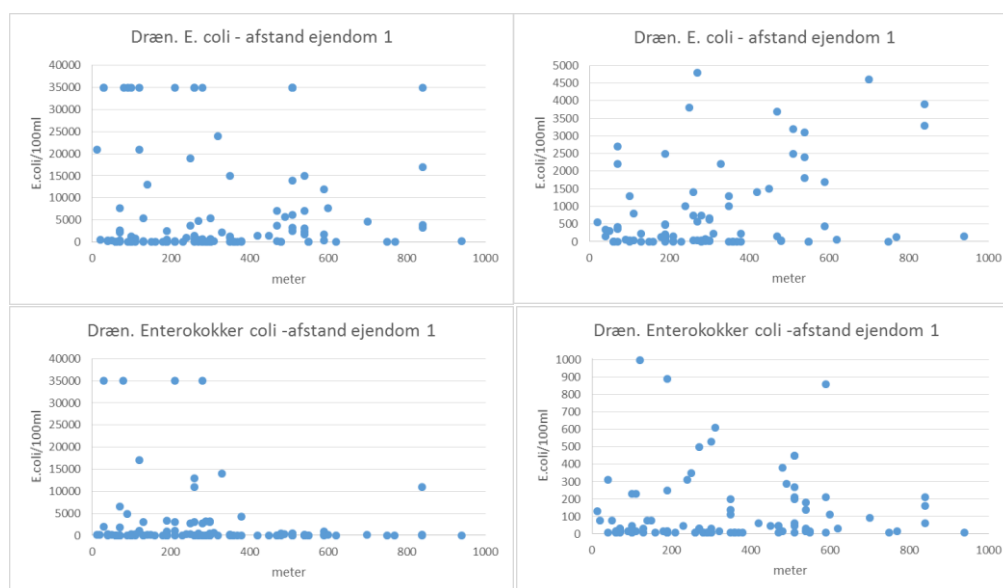 Dræn. E. coli - afstand ejendom 1
40000
35000
30000
25000
20000
15000
10000
5000
0
E.coli/100ml
0 200 400 600 800 1000
meter
Dræn. E. coli - afstand ejendom 1
5000
4500
4000
3500
3000
2500
2000
1500
1000
500
0
E.coli/100ml
0 200 400 600 800 1000
meter
Dræn. Enterokokker coli -afstand ejendom 1
40000
35000
30000
25000
20000
15000
10000
5000
0
E.coli/100ml
0 200 400 600 800 1000
meter
Dræn. Enterokokker coli -afstand ejendom 1
1000
900
800
700
600
500
400
300
200
100
0
E.coli/100ml
0 200 400 600 800 1000
meter